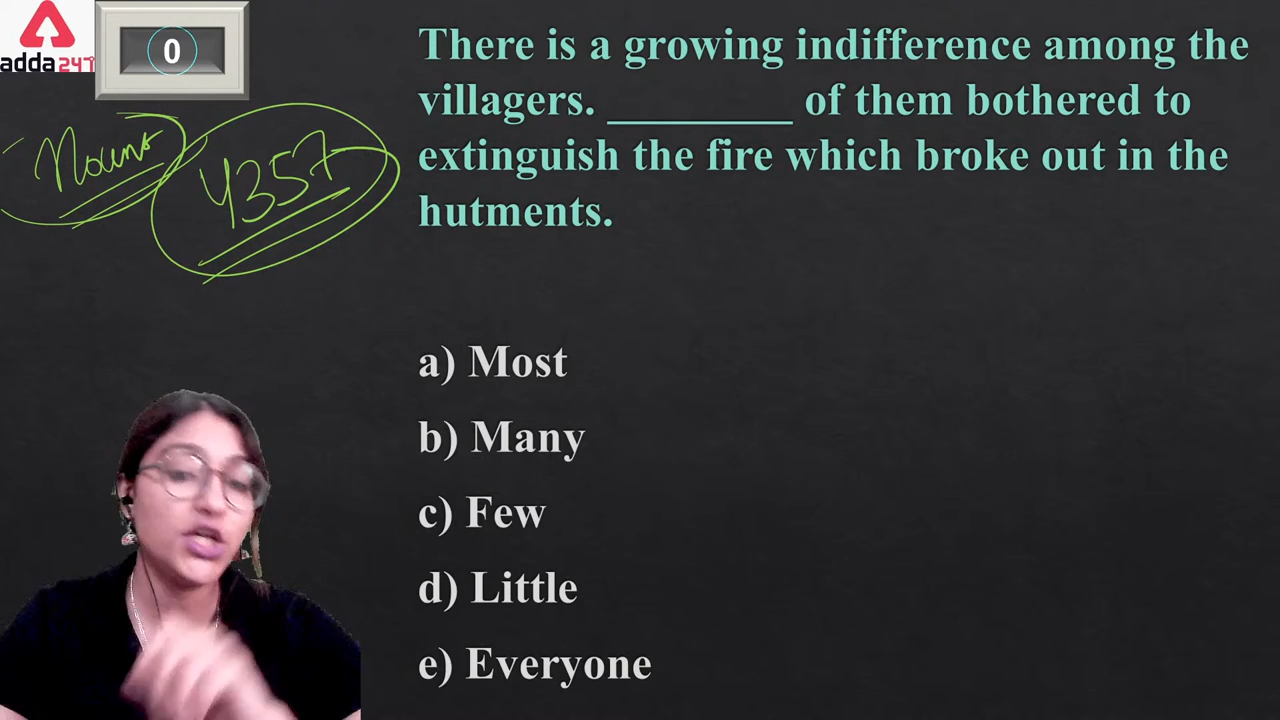 adda247
0
Nouns
4357
There is a growing indifference among the
villagers. ________ of them bothered to
extinguish the fire which broke out in the
hutments.
a) Most
b) Many
c) Few
d) Little
e) Everyone